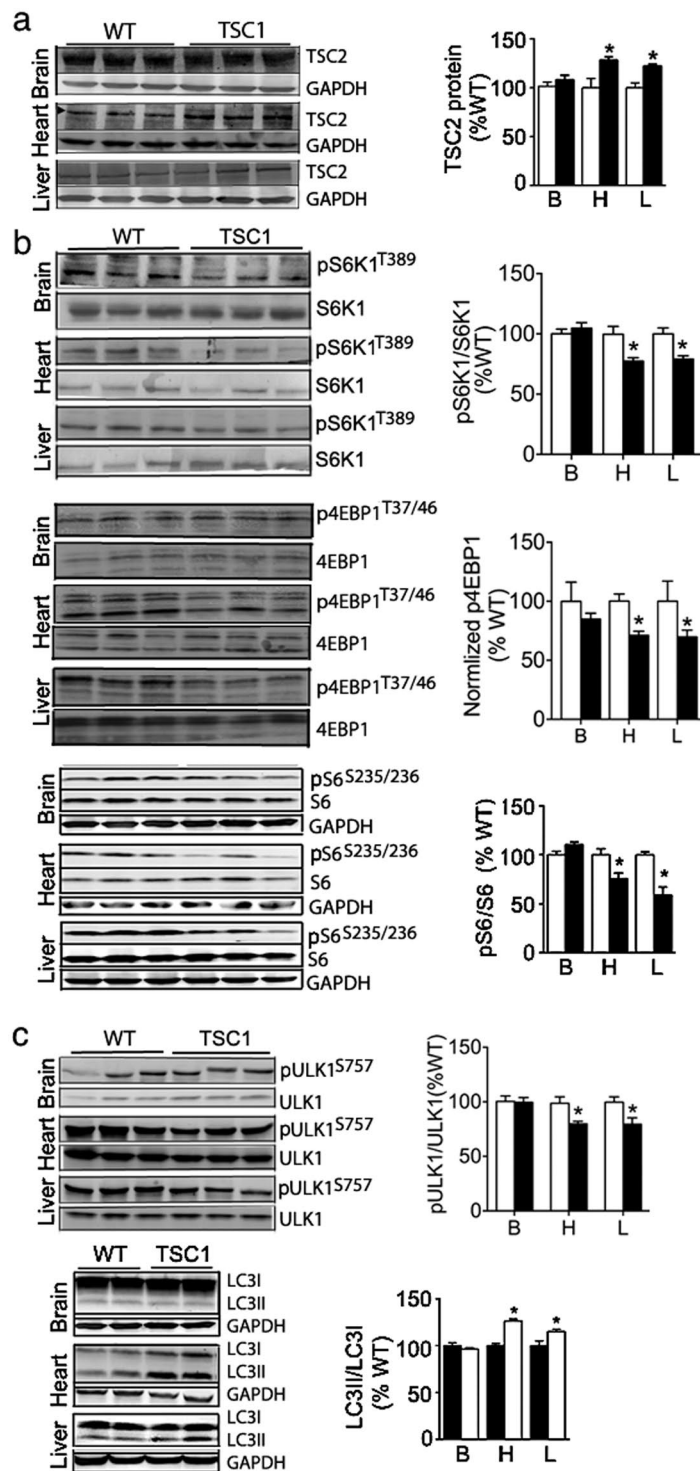 a
WT TSC1
Brain
TSC2
GAPDH
Heart
TSC2
GAPDH
Liver
TSC2
GAPDH
TSC2 protein
(%WT)
150
100
50
0
* *
B H L
b
WT TSC1
Brain
pS6K1T389
S6K1
Heart
pS6K1T389
S6K1
Liver
pS6K1T389
S6K1
pS6K1/S6K1
(%WT)
150
100
50
0
* *
B H L
Brain
p4EBP1T37/46
4EBP1
Heart
p4EBP1T37/46
4EBP1
Liver
p4EBP1T37/46
4EBP1
Normlized p4EBP1
(% WT)
150
100
50
0
* *
B H L
Brain
pS6S235/236
S6
GAPDH
Heart
pS6S235/236
S6
GAPDH
Liver
pS6S235/236
S6
GAPDH
pS6/S6 (% WT)
150
100
50
0
* *
B H L
c
WT TSC1
Brain
pULK1S757
ULK1
Heart
pULK1S757
ULK1
Liver
pULK1S757
ULK1
pULK1/ULK1(%WT)
150
100
50
0
* *
B H L
WT TSC1
Brain
LC3I
LC3II
GAPDH
Heart
LC3I
LC3II
GAPDH
Liver
LC3I
LC3II
GAPDH
LC3II/LC3I
(% WT)
150
100
50
0
* *
B H L